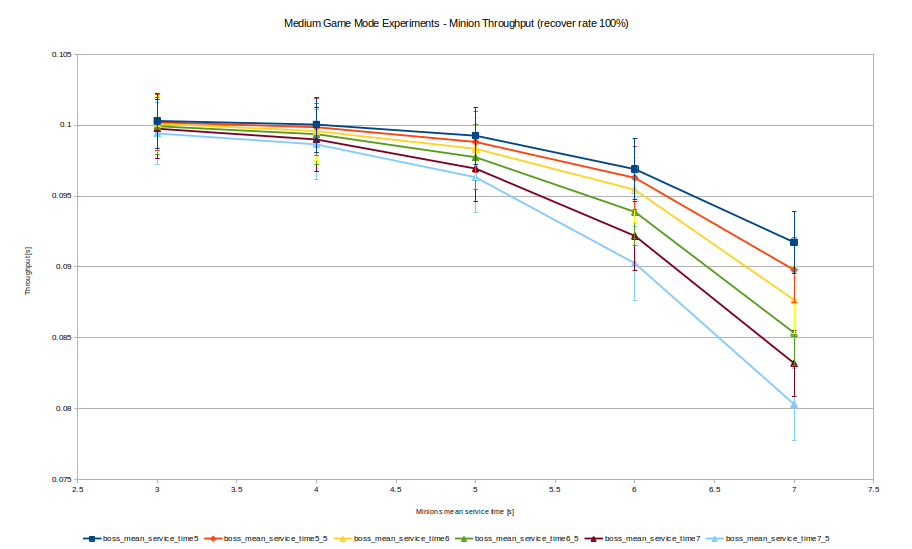 Medium Game Mode Experiments - Minion Throughput (recover rate 100%)
0.105
0.1
0.095
0.09
0.085
0.08
0.075
Throughput [s]
2.5 3 3.5 4 4.5 5 5.5 6 6.5 7 7.5
Minions mean service time [s]
boss_mean_service_time5 boss_mean_service_time5_5 boss_mean_service_time6 boss_mean_service_time6_5 boss_mean_service_time7 boss_mean_service_time7_5